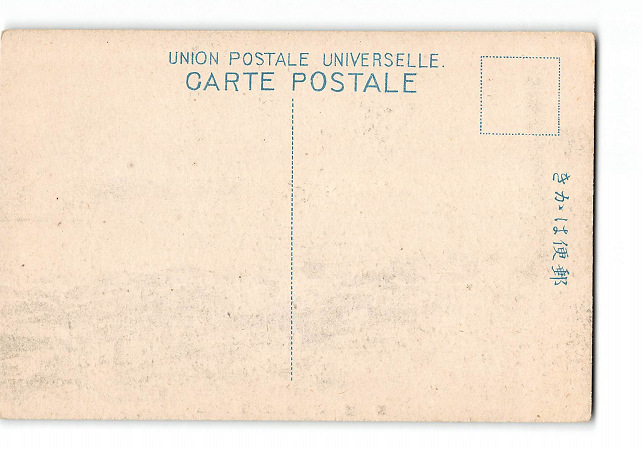 UNION POSTALE UNIVERSELLE.
CARTE POSTALE
きかは便郵